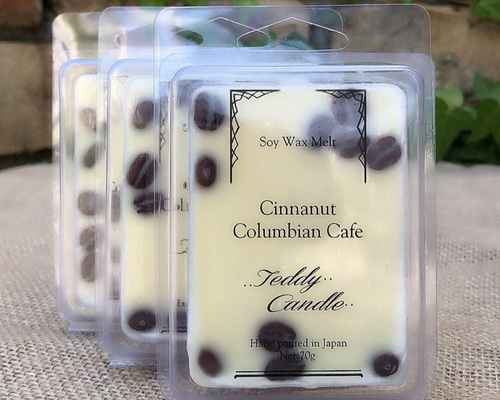 Soy Wax Melt
Cinnanut
Columbian Cafe
..Teddy..
Candle..
Hand poured in Japan
Net:70g